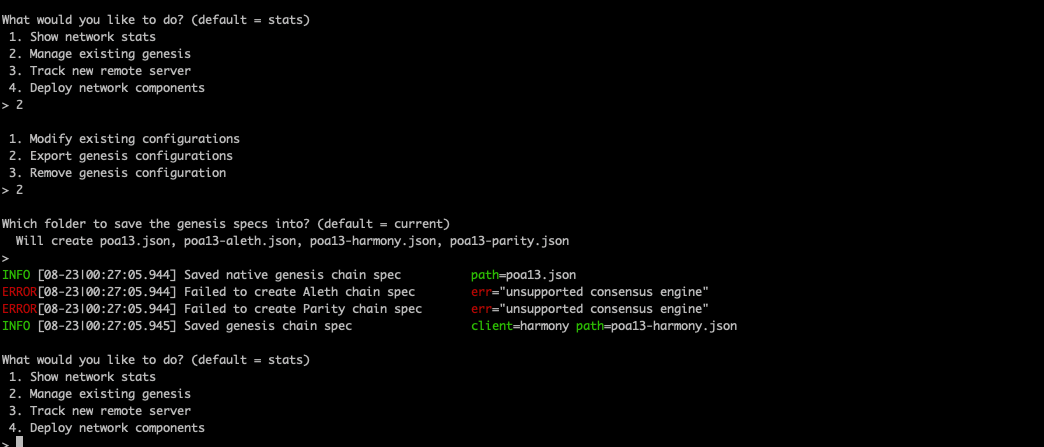 What would you like to do? (default = stats)
1. Show network stats
2. Manage existing genesis
3. Track new remote server
4. Deploy network components
> 2
1. Modify existing configurations
2. Export genesis configurations
3. Remove genesis configuration
> 2
Which folder to save the genesis specs into? (default = current)
Will create poa13.json, poa13-aleth.json, poa13-harmony.json, poa13-parity.json
>
INFO [08-23|00:27:05.944] Saved native genesis chain spec path=poa13.json
ERROR[08-23|00:27:05.944] Failed to create Aleth chain spec err="unsupported consensus engine"
ERROR[08-23|00:27:05.944] Failed to create Parity chain spec err="unsupported consensus engine"
INFO [08-23|00:27:05.945] Saved genesis chain spec client=harmony path=poa13-harmony.json
What would you like to do? (default = stats)
1. Show network stats
2. Manage existing genesis
3. Track new remote server
4. Deploy network components
>